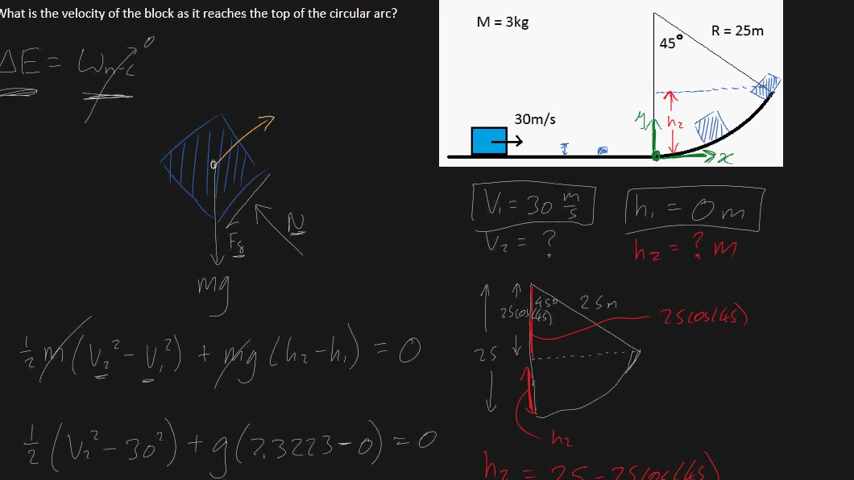 What is the velocity of the block as it reaches the top of the circular arc?
ΔE = Wn-c 0
F
N
mg
½m(V₂² - V₁²) + mg(h₂ - h₁) = 0
½(V₂² - 30²) + g(7.3223 - 0) = 0
M = 3kg
R = 25m
45°
30m/s
y
h₂
x
V₁ = 30 m/s
h₁ = 0m
V₂ = ?
h₂ = ? m
45°
25m
25cos(45)
25cos(45)
25
h₂
h₂ = 25 - 25cos(45)